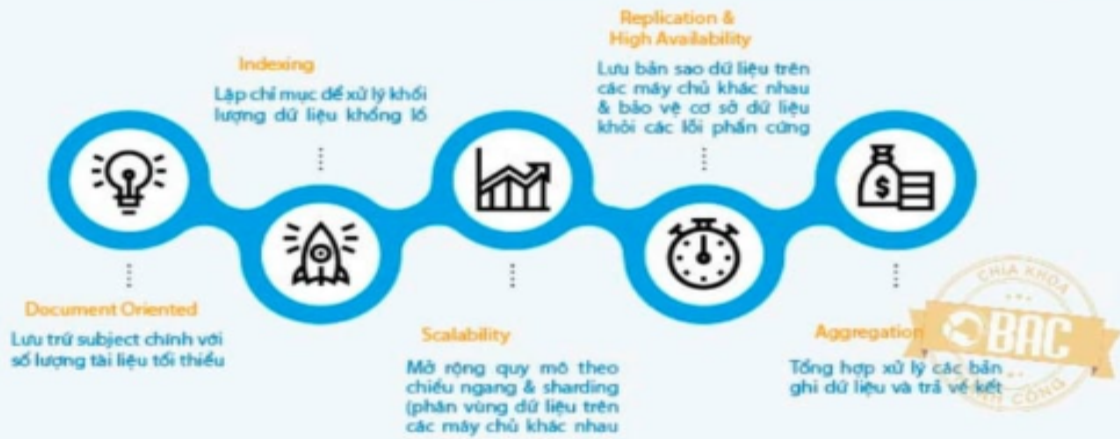 Replication &
High Availability
Lưu bản sao dữ liệu trên
các máy chủ khác nhau
& bảo vệ cơ sở dữ liệu
khỏi các lỗi phần cứng
Indexing
Lập chỉ mục để xử lý khối
lượng dữ liệu khổng lồ
Document Oriented
Lưu trữ subject chính với
số lượng tài liệu tối thiểu
Scalability
Mở rộng quy mô theo
chiều ngang & sharding
(phân vùng dữ liệu trên
các máy chủ khác nhau
Aggregation
Tổng hợp xử lý các bản
ghi dữ liệu và trả về kết
$
CHÌA KHÓA
BAC
CÔNG